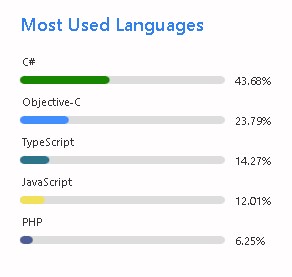 Most Used Languages
C#
43.68%
Objective-C
23.79%
TypeScript
14.27%
JavaScript
12.01%
PHP
6.25%